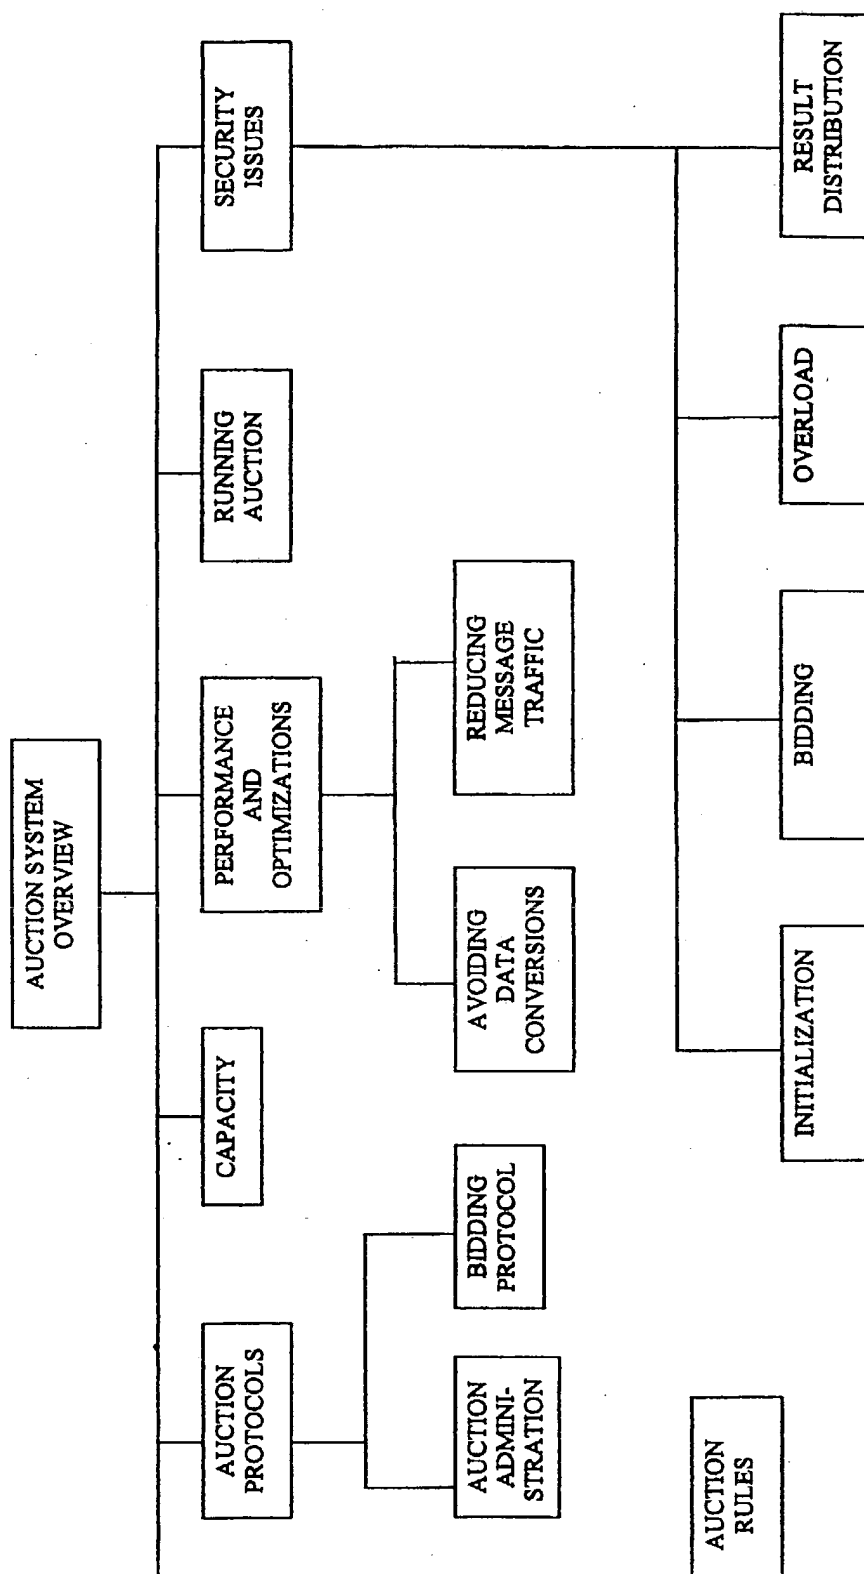 AUCTION SYSTEM
OVERVIEW
AUCTION
PROTOCOLS
CAPACITY
PERFORMANCE
AND
OPTIMIZATIONS
RUNNING
AUCTION
SECURITY
ISSUES
AUCTION
ADMINI-
STRATION
BIDDING
PROTOCOL
AVOIDING
DATA
CONVERSIONS
REDUCING
MESSAGE
TRAFFIC
AUCTION
RULES
INITIALIZATION
BIDDING
OVERLOAD
RESULT
DISTRIBUTION